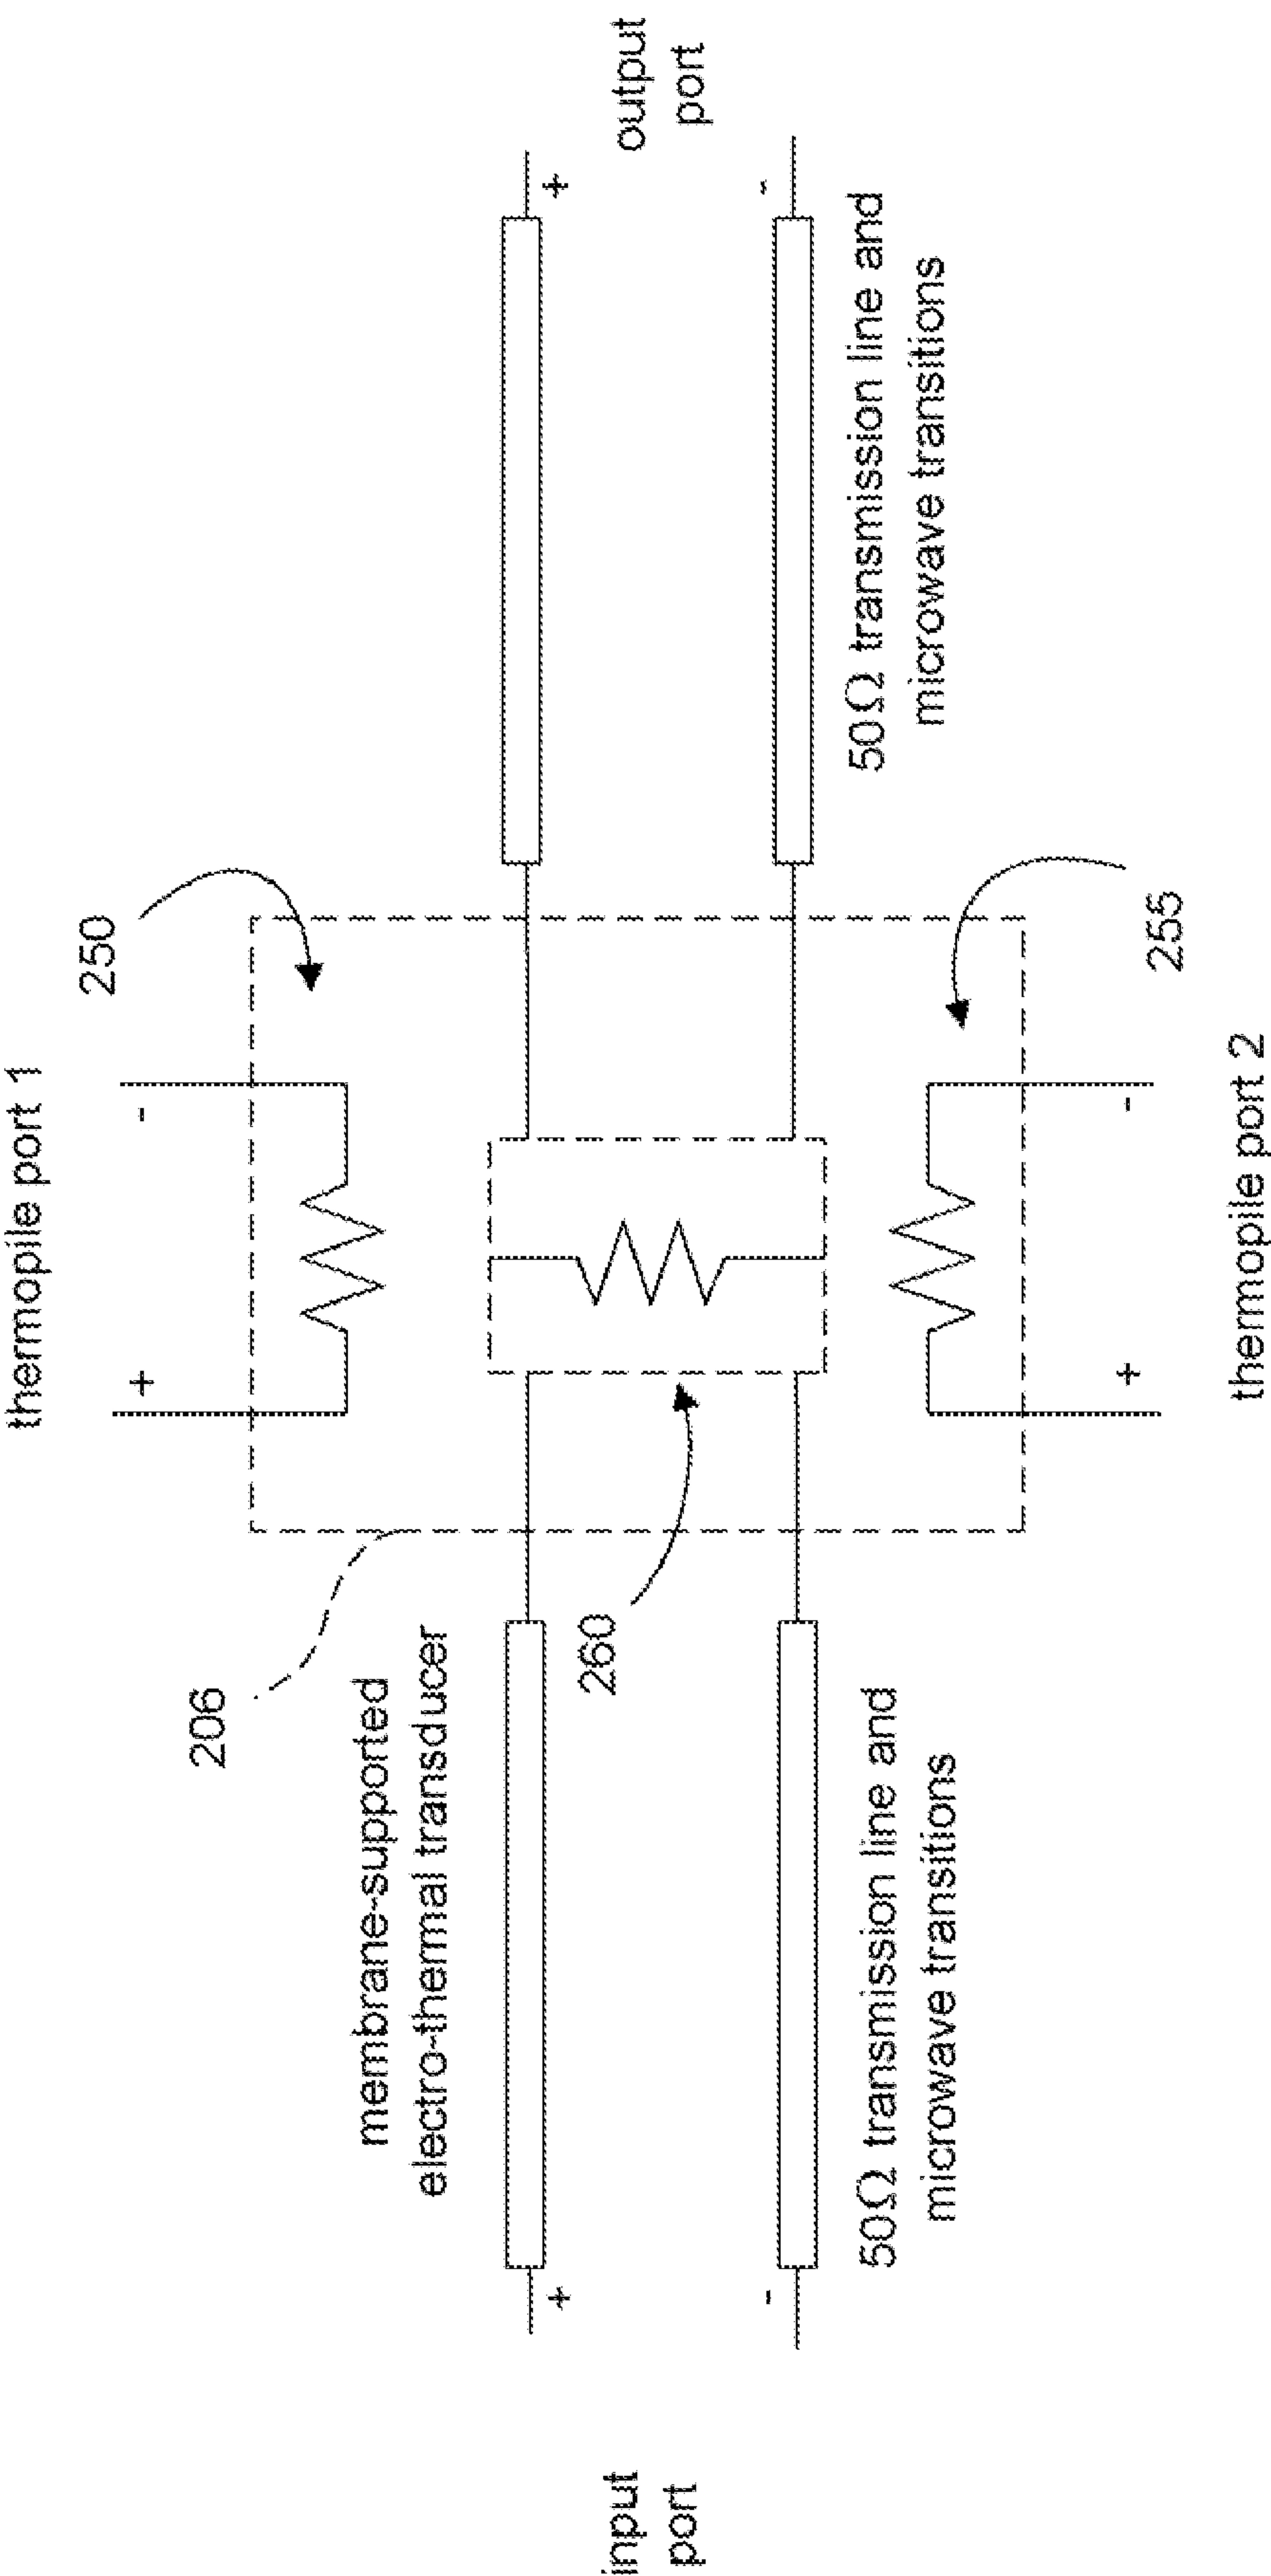 thermopile port 1
+
-
250
206
membrane-supported
electro-thermal transducer
input
port
+
-
260
output
port
+
-
50Ω transmission line and
microwave transitions
50Ω transmission line and
microwave transitions
255
+
-
thermopile port 2